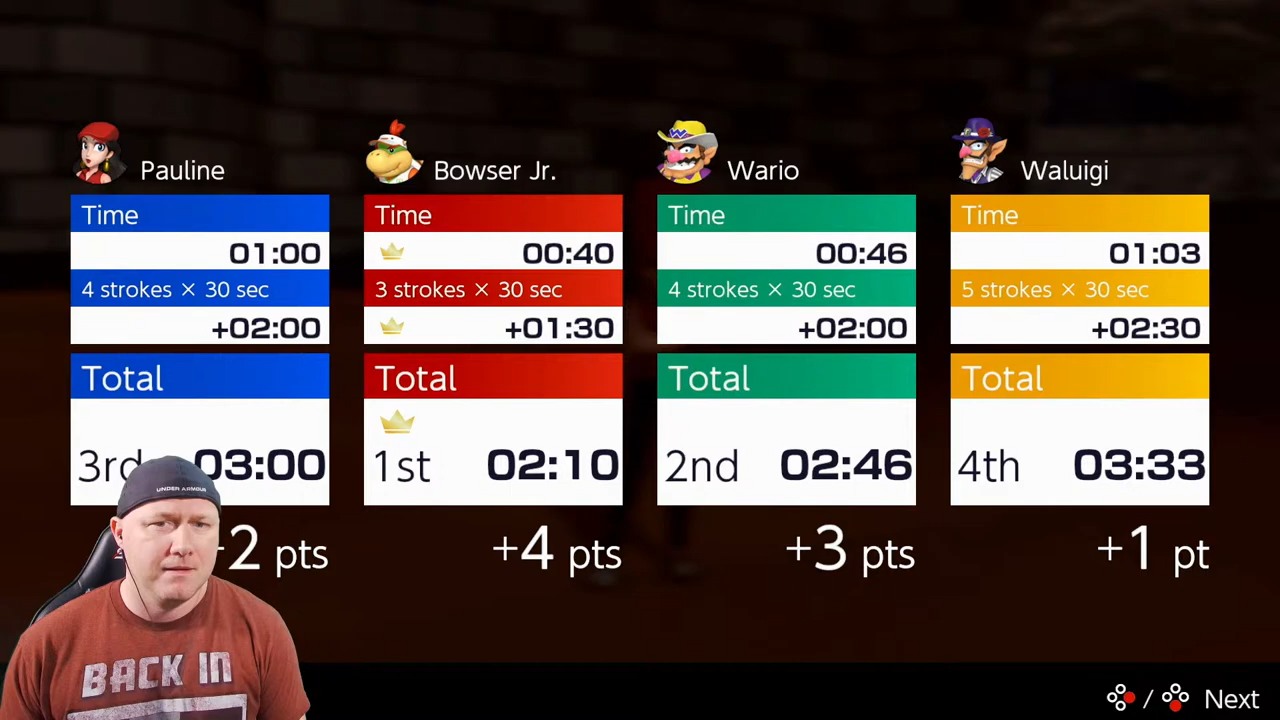 Pauline
Time
01:00
4 strokes × 30 sec
+02:00
Total
3rd 03:00
+2 pts
Bowser Jr.
Time
00:40
3 strokes × 30 sec
+01:30
Total
1st 02:10
+4 pts
Wario
Time
00:46
4 strokes × 30 sec
+02:00
Total
2nd 02:46
+3 pts
Waluigi
Time
01:03
5 strokes × 30 sec
+02:30
Total
4th 03:33
+1 pt
UNDER ARMOUR
BACK IN
/ Next